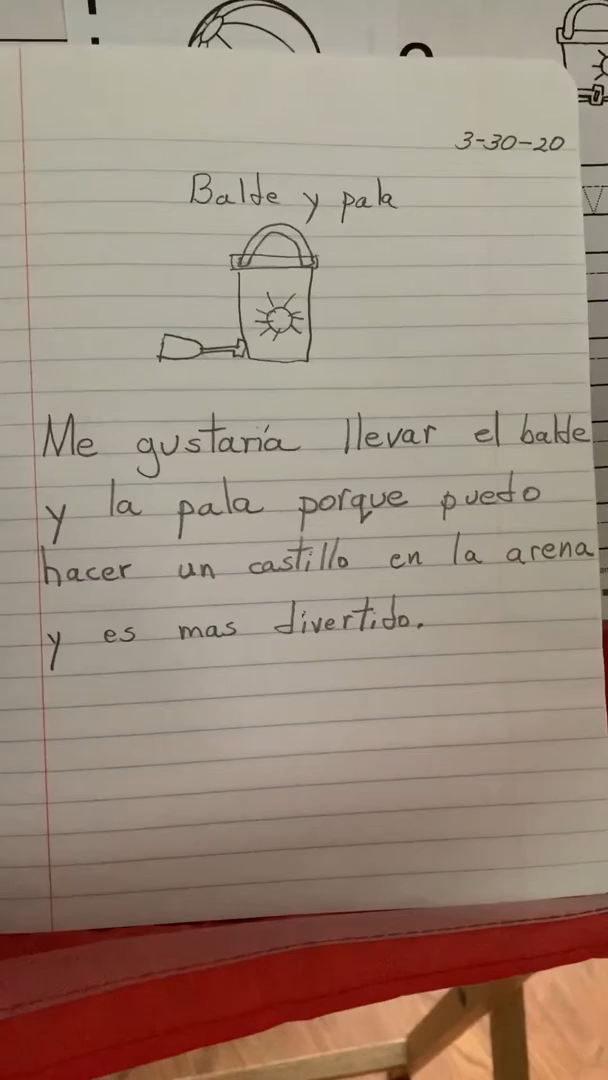 3-30-20
Balde y pala
Me gustaría llevar el balde
y la pala porque puedo
hacer un castillo en la arena
y es mas divertido.